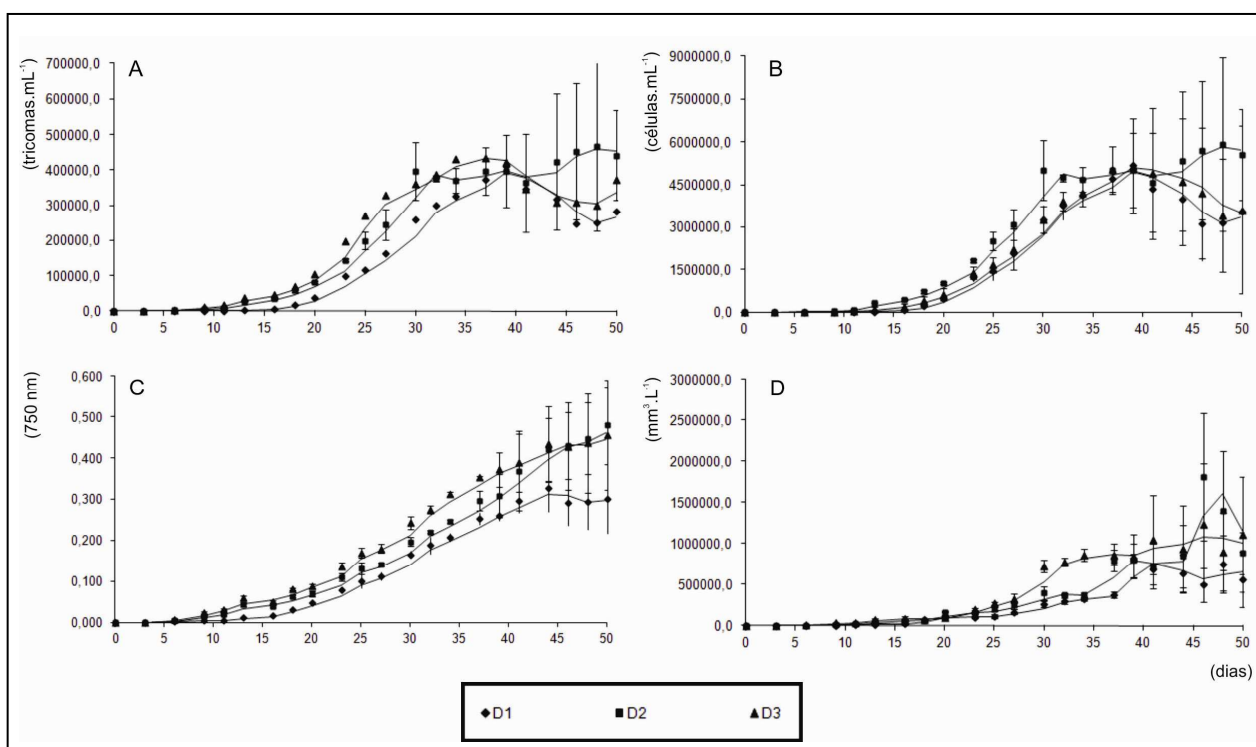 A
(tricomas.mL⁻¹)
700000,0
600000,0
500000,0
400000,0
300000,0
200000,0
100000,0
0,0
0 5 10 15 20 25 30 35 40 45 50
B
(células.mL⁻¹)
9000000,0
7500000,0
6000000,0
4500000,0
3000000,0
1500000,0
0,0
0 5 10 15 20 25 30 35 40 45 50
C
(750 nm)
0,600
0,500
0,400
0,300
0,200
0,100
0,000
0 5 10 15 20 25 30 35 40 45 50
D
(mm³.L⁻¹)
3000000,0
2500000,0
2000000,0
1500000,0
1000000,0
500000,0
0,0
0 5 10 15 20 25 30 35 40 45 50
(dias)
D1 D2 D3